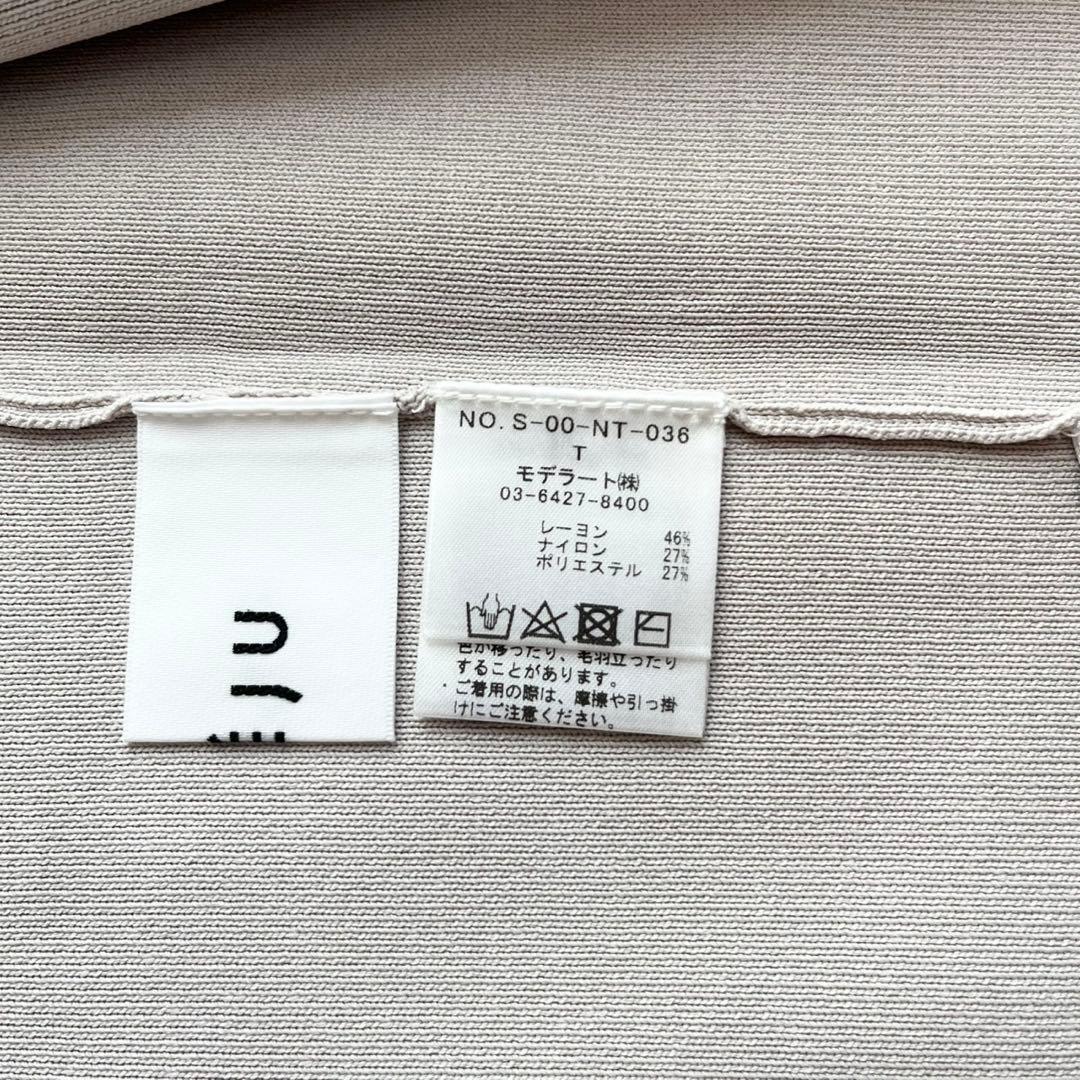 NO. S-00-NT-036
T
モデラート㈱
03-6427-8400
レーヨン 46%
ナイロン 27%
ポリエステル 27%
色が移ったり、毛羽立ったり
することがあります。
・ご着用の際は、摩擦や引っ掛
けにご注意ください。